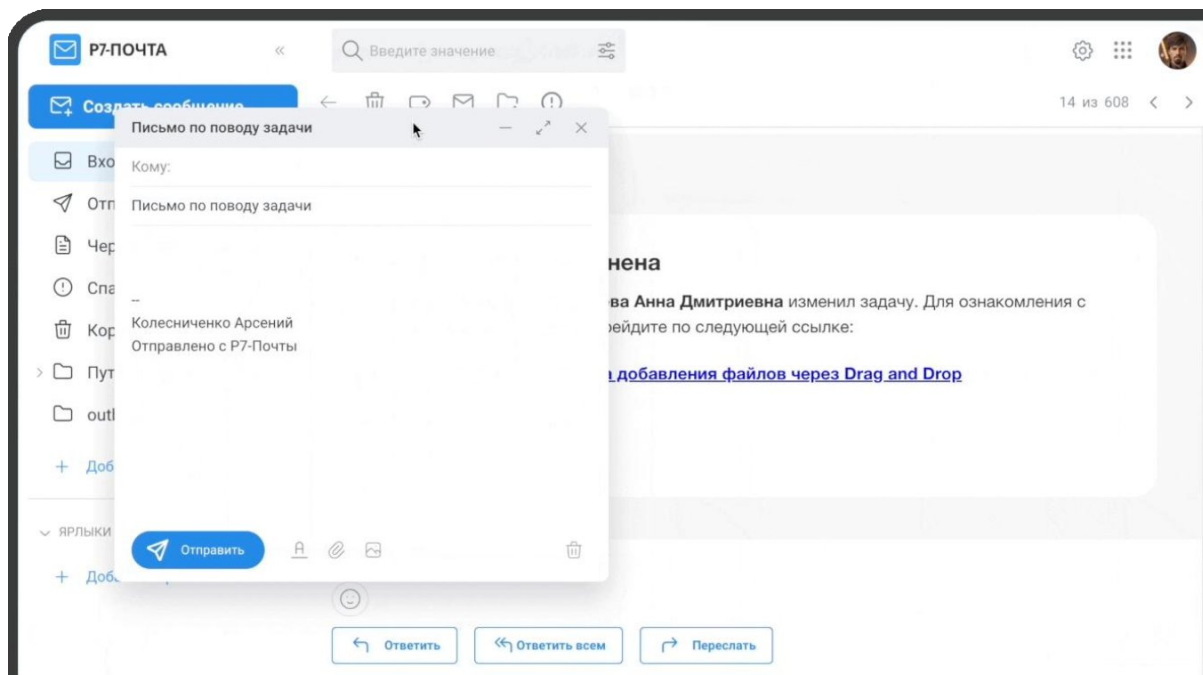 Р7-ПОЧТА
«
Введите значение
Создать сообщение
14 из 608
Письмо по поводу задачи
Кому:
Письмо по поводу задачи
--
Колесниченко Арсений
Отправлено с Р7-Почты
Отправить
Вхо
Отп
Чер
Спа
Кор
Пут
outl
+ Доб
ЯРЛЫКИ
+ Доба
нена
ва Анна Дмитриевна изменил задачу. Для ознакомления с
рейдите по следующей ссылке:
добавления файлов через Drag and Drop
Ответить
Ответить всем
Переслать